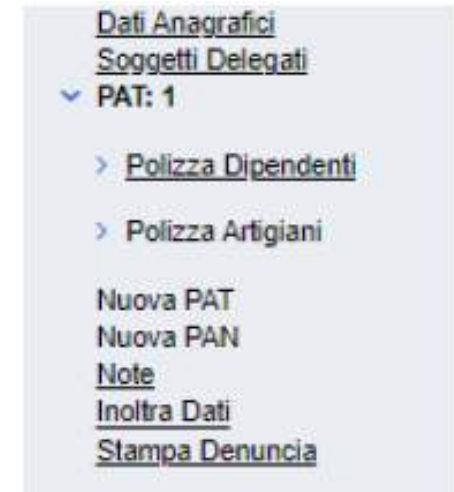 Dati Anagrafici
Soggetti Delegati
PAT: 1
Polizza Dipendenti
Polizza Artigiani
Nuova PAT
Nuova PAN
Note
Inoltra Dati
Stampa Denuncia